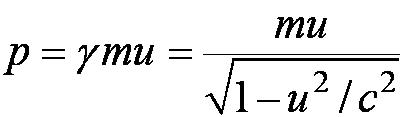 p = γmu = mu / √(1 − u² / c²)